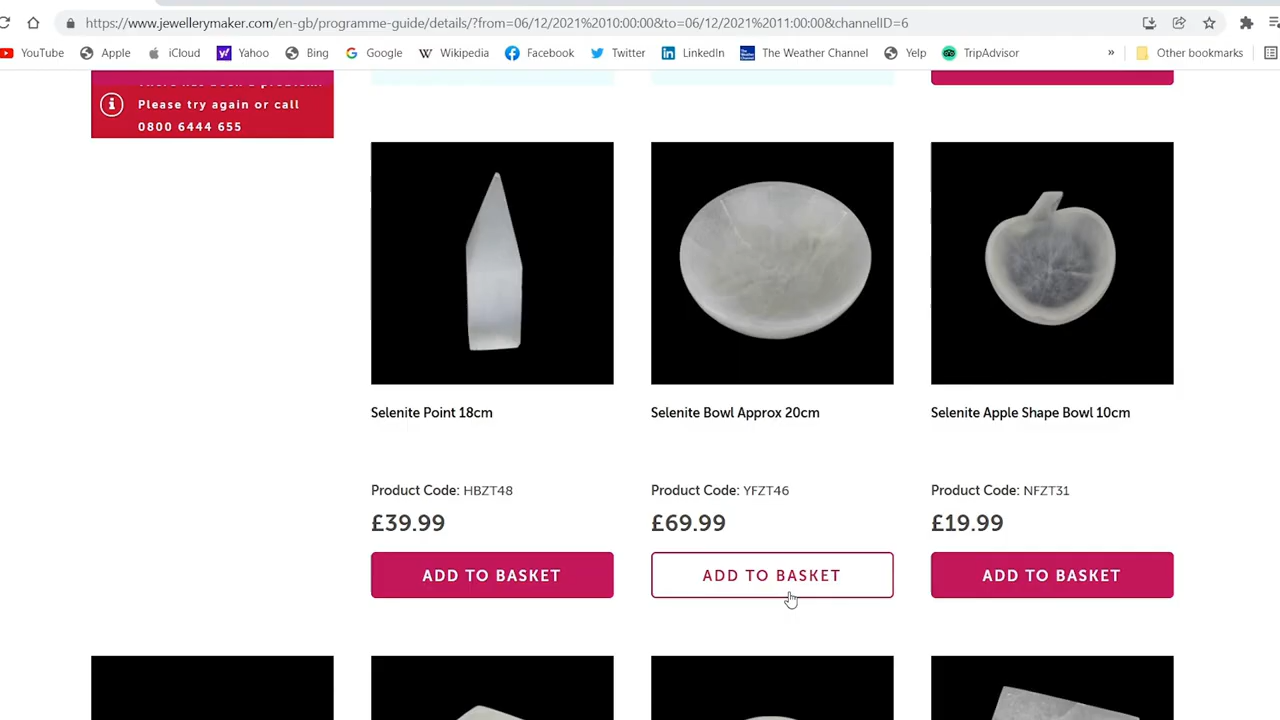 https://www.jewellerymaker.com/en-gb/programme-guide/details/?from=06/12/2021%2010:00:00&to=06/12/2021%2011:00:00&channelID=6
YouTube Apple iCloud Yahoo Bing Google Wikipedia Facebook Twitter LinkedIn The Weather Channel Yelp TripAdvisor » Other bookmarks
Please try again or call
0800 6444 655
Selenite Point 18cm
Product Code: HBZT48
£39.99
ADD TO BASKET
Selenite Bowl Approx 20cm
Product Code: YFZT46
£69.99
ADD TO BASKET
Selenite Apple Shape Bowl 10cm
Product Code: NFZT31
£19.99
ADD TO BASKET